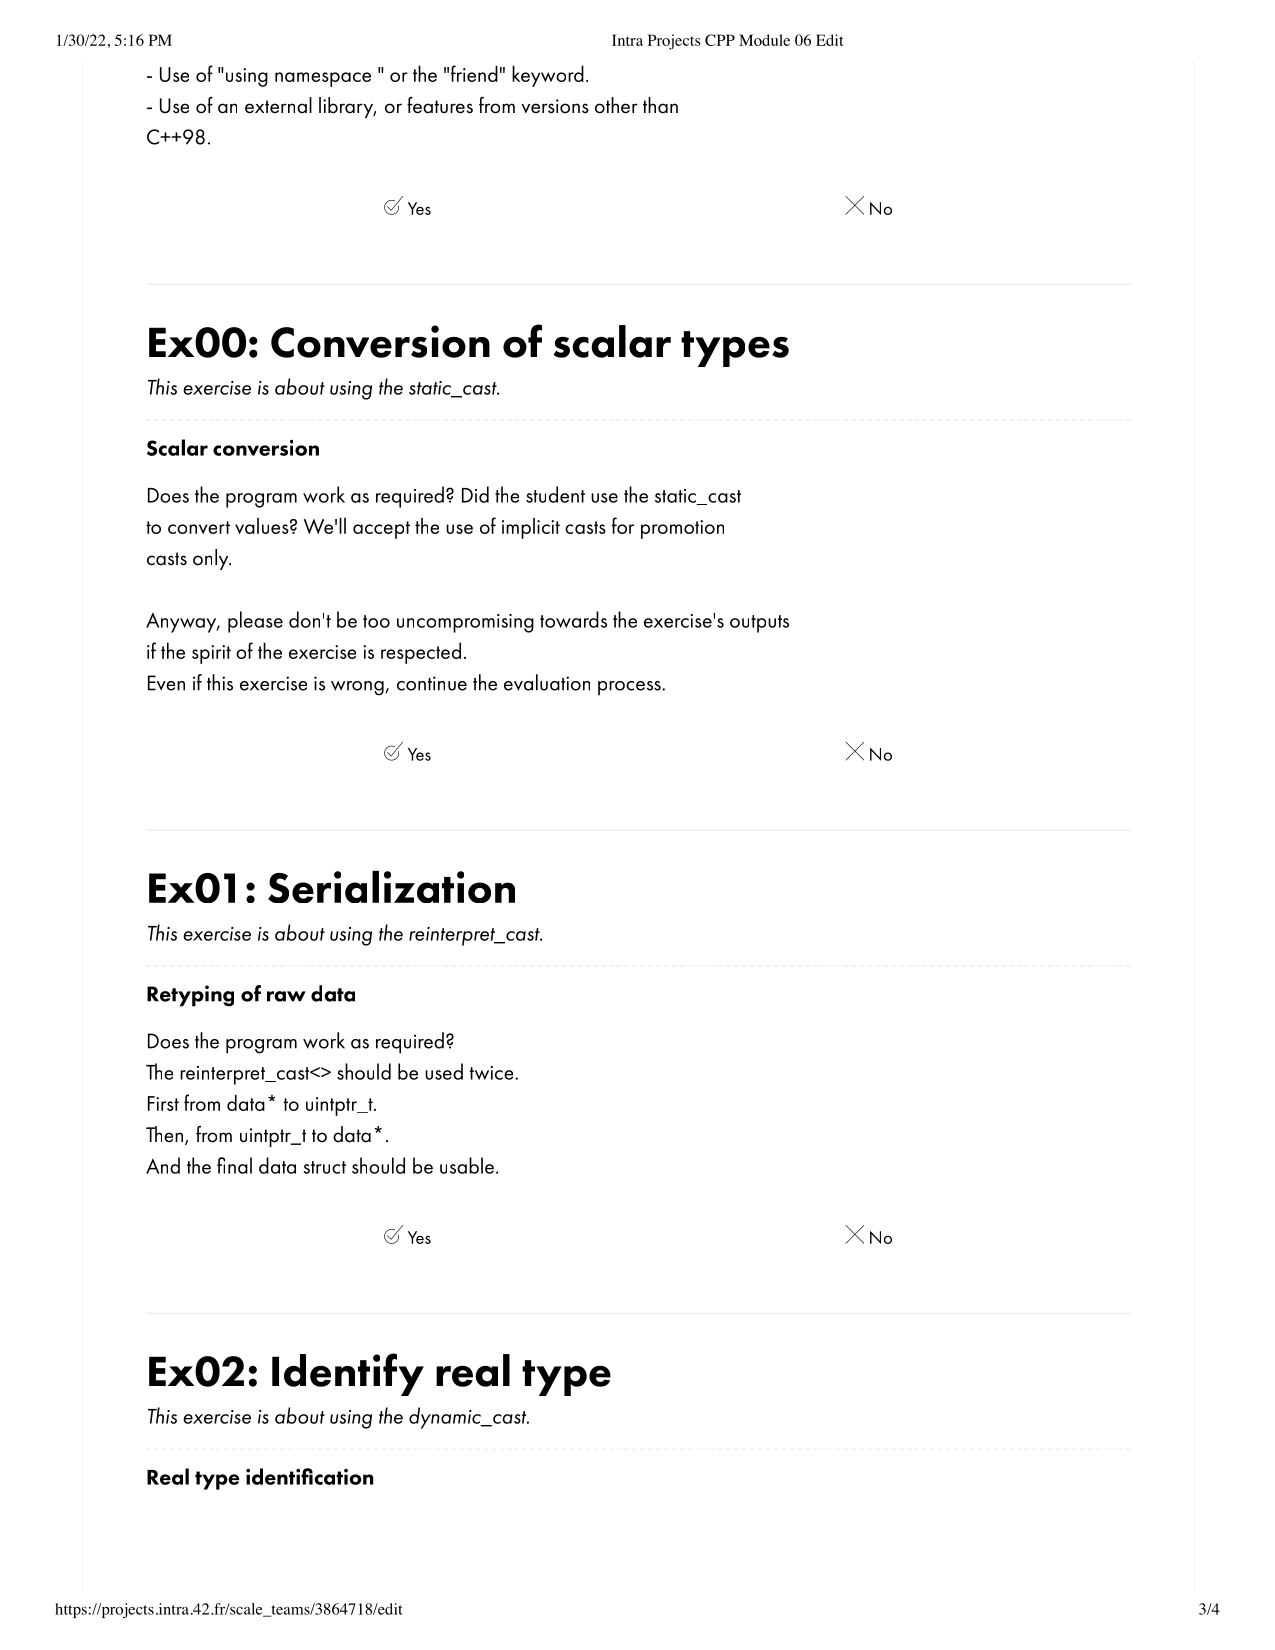 1/30/22, 5:16 PM
Intra Projects CPP Module 06 Edit
- Use of "using namespace " or the "friend" keyword.
- Use of an external library, or features from versions other than
C++98.
Yes
No
Ex00: Conversion of scalar types
This exercise is about using the static_cast.
Scalar conversion
Does the program work as required? Did the student use the static_cast
to convert values? We'll accept the use of implicit casts for promotion
casts only.
Anyway, please don't be too uncompromising towards the exercise's outputs
if the spirit of the exercise is respected.
Even if this exercise is wrong, continue the evaluation process.
Yes
No
Ex01: Serialization
This exercise is about using the reinterpret_cast.
Retyping of raw data
Does the program work as required?
The reinterpret_cast<> should be used twice.
First from data* to uintptr_t.
Then, from uintptr_t to data*.
And the final data struct should be usable.
Yes
No
Ex02: Identify real type
This exercise is about using the dynamic_cast.
Real type identification
https://projects.intra.42.fr/scale_teams/3864718/edit
3/4